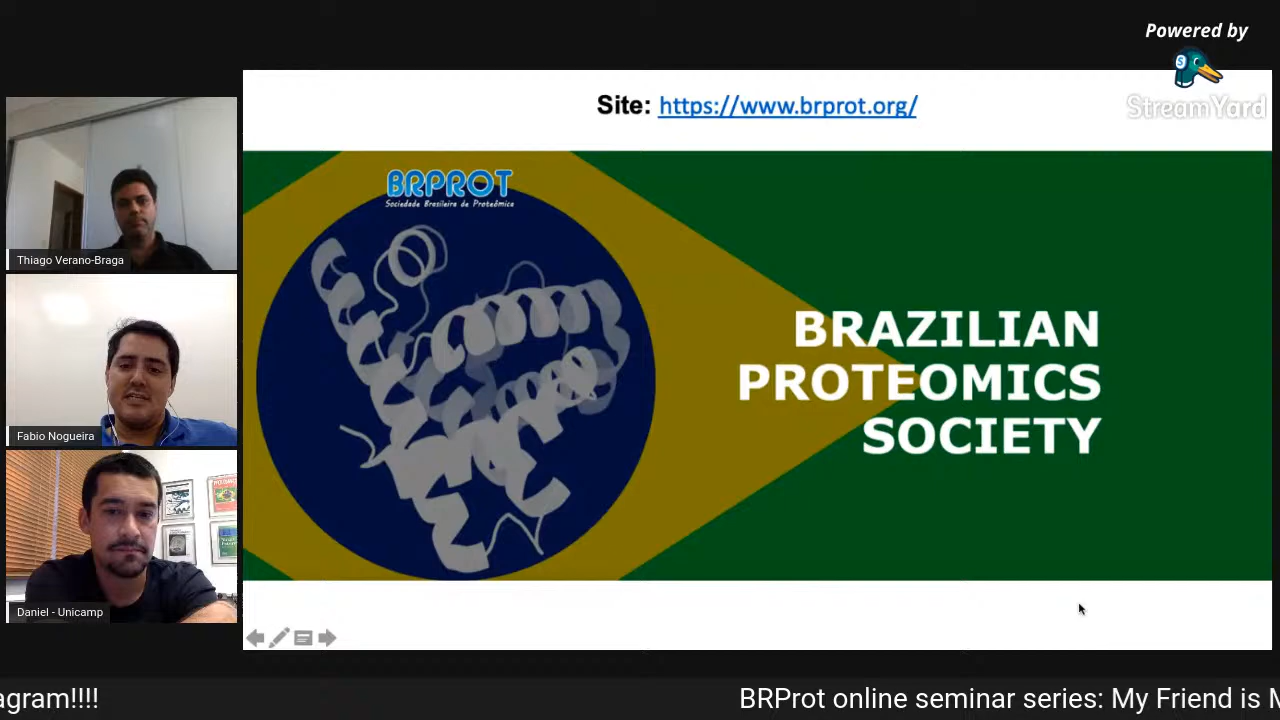 Powered by
StreamYard
Site: https://www.brprot.org/
BRPROT
Sociedade Brasileira de Proteômica
BRAZILIAN
PROTEOMICS
SOCIETY
Thiago Verano-Braga
Fabio Nogueira
Daniel - Unicamp
agram!!!!
BRProt online seminar series: My Friend is M